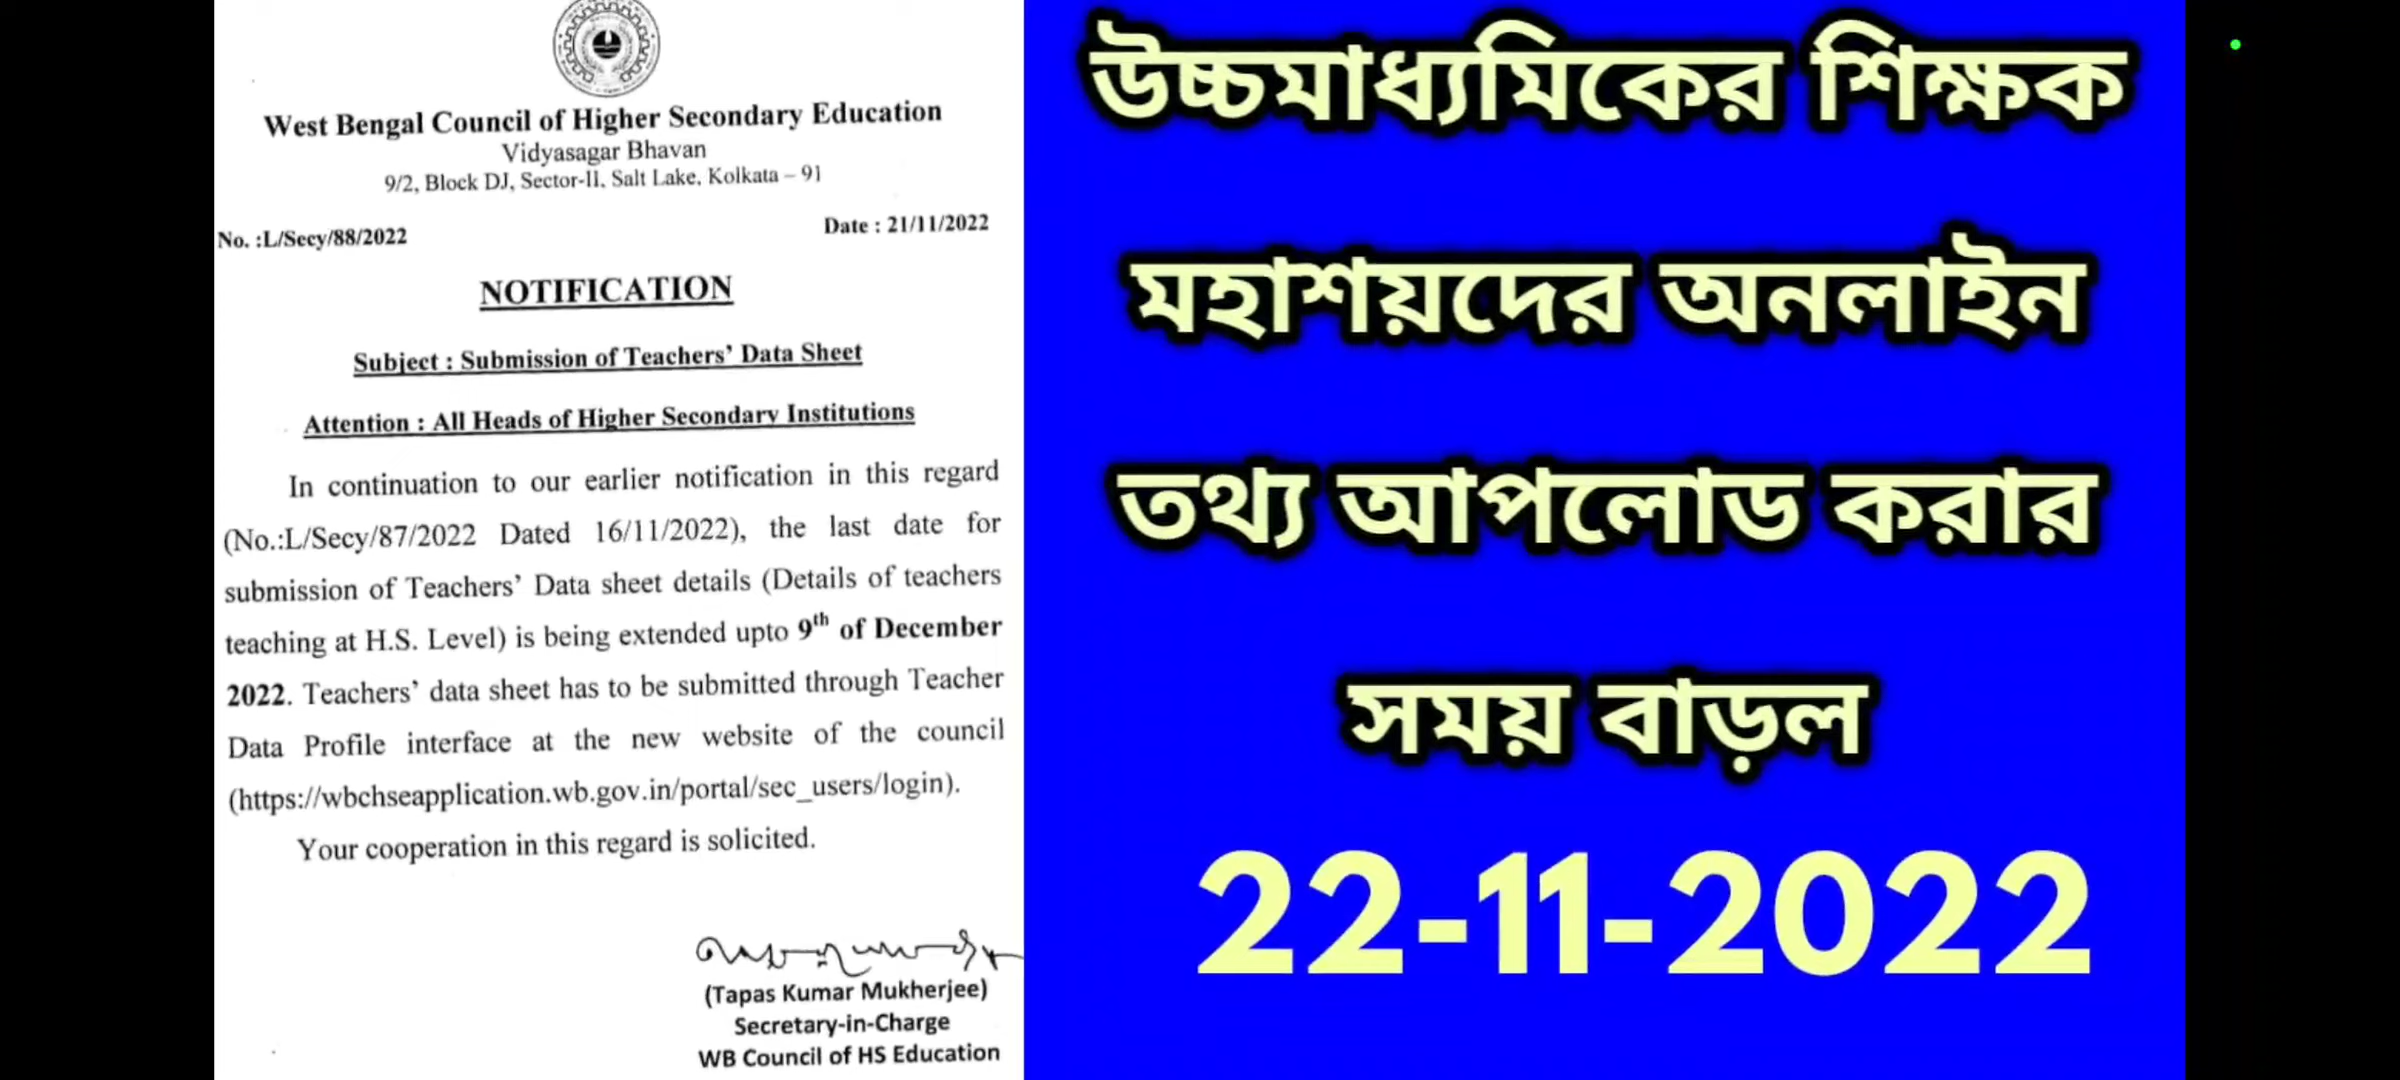 West Bengal Council of Higher Secondary Education
Vidyasagar Bhavan
9/2, Block DJ, Sector-II, Salt Lake, Kolkata – 91
No. :L/Secy/88/2022
Date : 21/11/2022
NOTIFICATION
Subject : Submission of Teachers’ Data Sheet
Attention : All Heads of Higher Secondary Institutions
In continuation to our earlier notification in this regard
(No.:L/Secy/87/2022 Dated 16/11/2022), the last date for
submission of Teachers’ Data sheet details (Details of teachers
teaching at H.S. Level) is being extended upto 9th of December
2022. Teachers’ data sheet has to be submitted through Teacher
Data Profile interface at the new website of the council
(https://wbchseapplication.wb.gov.in/portal/sec_users/login).
Your cooperation in this regard is solicited.
(Tapas Kumar Mukherjee)
Secretary-in-Charge
WB Council of HS Education
উচ্চমাধ্যমিকের শিক্ষক
মহাশয়দের অনলাইন
তথ্য আপলোড করার
সময় বাড়ল
22-11-2022